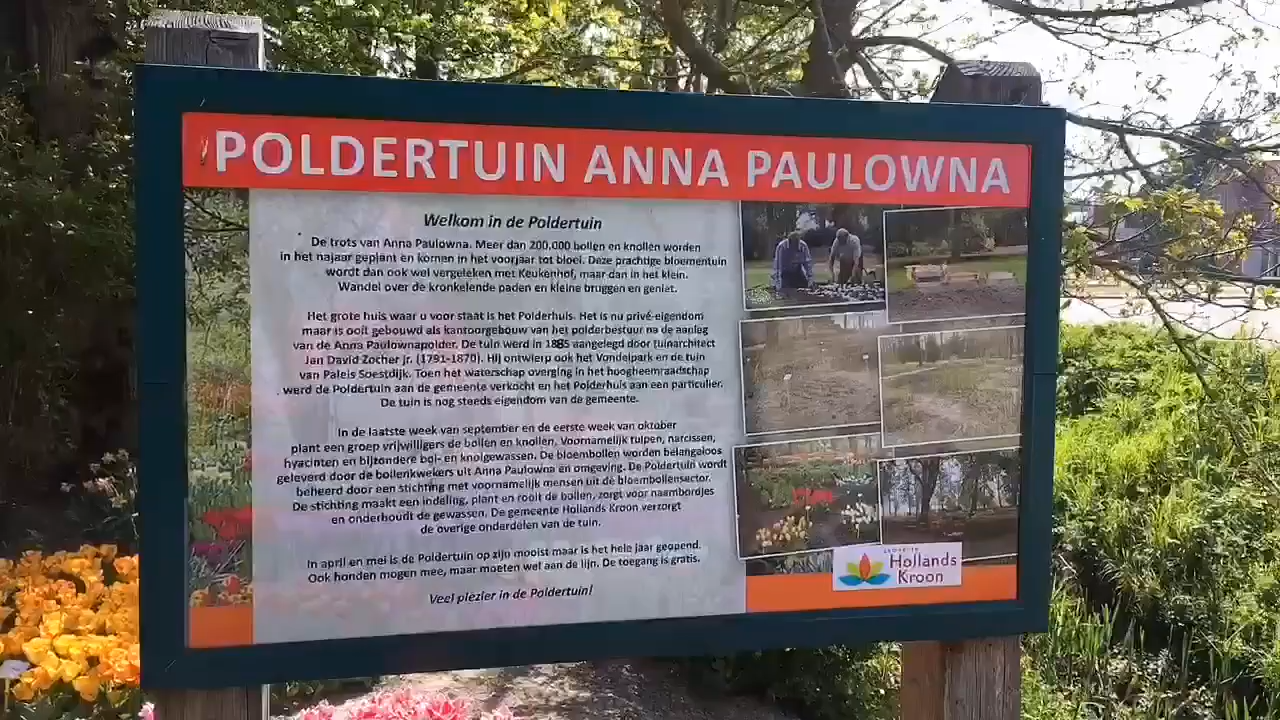 POLDERTUIN ANNA PAULOWNA
Welkom in de Poldertuin
De trots van Anna Paulowna. Meer dan 200.000 bollen en knollen worden
in het najaar geplant en komen in het voorjaar tot bloei. Deze prachtige bloementuin
wordt dan ook wel vergeleken met Keukenhof, maar dan in het klein.
Wandel over de kronkelende paden en kleine bruggen en geniet.
Het grote huis waar u voor staat is het Polderhuis. Het is nu privé-eigendom
maar is ooit gebouwd als kantoorgebouw van het polderbestuur na de aanleg
van de Anna Paulownapolder. De tuin werd in 1885 aangelegd door tuinarchitect
Jan David Zocher jr. (1791-1870). Hij ontwierp ook het Vondelpark en de tuin
van Paleis Soestdijk. Toen het waterschap overging in het hoogheemraadschap
werd de Poldertuin aan de gemeente verkocht en het Polderhuis aan een particulier.
De tuin is nog steeds eigendom van de gemeente.
In de laatste week van september en de eerste week van oktober
plant een groep vrijwilligers de bollen en knollen. Voornamelijk tulpen, narcissen,
hyacinten en bijzondere bol- en knolgewassen. De bloembollen worden belangeloos
geleverd door de bollenkwekers uit Anna Paulowna en omgeving. De Poldertuin wordt
beheerd door een stichting met voornamelijk mensen uit de bloembollensector.
De stichting maakt een indeling, plant en rooit de bollen, zorgt voor naambordjes
en onderhoudt de gewassen. De gemeente Hollands Kroon verzorgt
de overige onderdelen van de tuin.
In april en mei is de Poldertuin op zijn mooist maar is het hele jaar geopend.
Ook honden mogen mee, maar moeten wel aan de lijn. De toegang is gratis.
Veel plezier in de Poldertuin!
GEMEENTE
Hollands
Kroon